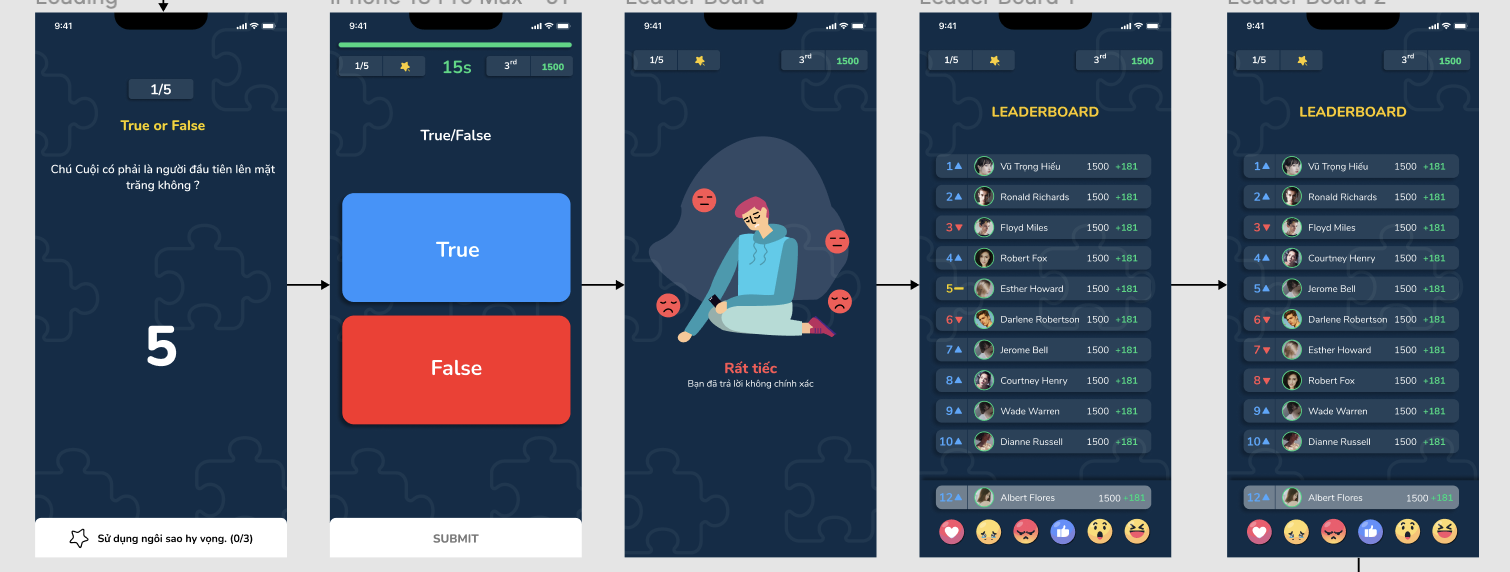 Loading
iPhone 13 Pro Max - 61
Leader Board
Leader Board 1
Leader Board 2
9:41
1/5
True or False
Chú Cuội có phải là người đầu tiên lên mặt
trăng không ?
5
Sử dụng ngôi sao hy vọng. (0/3)
9:41
1/5
15s
3rd
1500
True/False
True
False
SUBMIT
9:41
1/5
3rd
1500
Rất tiếc
Bạn đã trả lời không chính xác
9:41
1/5
3rd
1500
LEADERBOARD
1 Vũ Trọng Hiếu 1500 +181
2 Ronald Richards 1500 +181
3 Floyd Miles 1500 +181
4 Robert Fox 1500 +181
5 Esther Howard 1500 +181
6 Darlene Robertson 1500 +181
7 Jerome Bell 1500 +181
8 Courtney Henry 1500 +181
9 Wade Warren 1500 +181
10 Dianne Russell 1500 +181
12 Albert Flores 1500 +181
9:41
1/5
3rd
1500
LEADERBOARD
1 Vũ Trọng Hiếu 1500 +181
2 Ronald Richards 1500 +181
3 Floyd Miles 1500 +181
4 Courtney Henry 1500 +181
5 Jerome Bell 1500 +181
6 Darlene Robertson 1500 +181
7 Esther Howard 1500 +181
8 Robert Fox 1500 +181
9 Wade Warren 1500 +181
10 Dianne Russell 1500 +181
12 Albert Flores 1500 +181